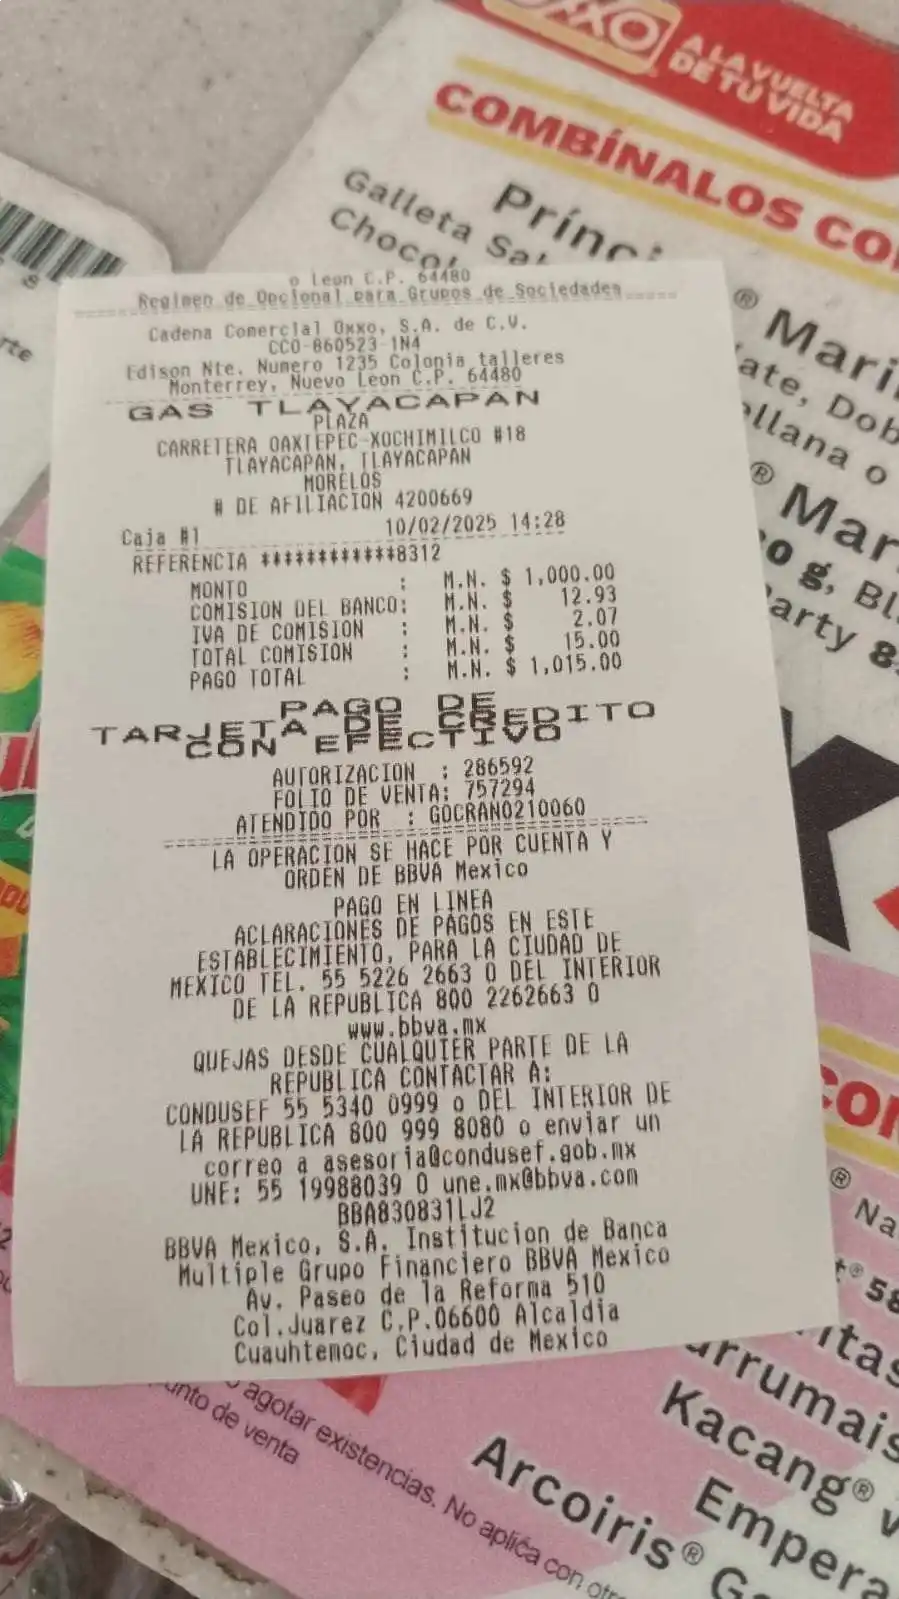 OXXO
A LA VUELTA
DE TU VIDA
COMBÍNALOS CO
Galleta
Choco
® Mari
ate, Dob
ellana o
® Mar
0 g, Bl
arty 8
rte
8
o Leon C.P. 64480
Regimen de Opcional para Grupos de Sociedades
Cadena Comercial Oxxo, S.A. de C.V.
CCO-860523-1N4
Edison Nte. Numero 1235 Colonia talleres
Monterrey, Nuevo Leon C.P. 64480
GAS TLAYACAPAN
PLAZA
CARRETERA OAXTEPEC-XOCHIMILCO #18
TLAYACAPAN, TLAYACAPAN
MORELOS
# DE AFILIACION 4200669
Caja #1 10/02/2025 14:28
REFERENCIA ************8312
MONTO : M.N. $ 1,000.00
COMISION DEL BANCO: M.N. $ 12.93
IVA DE COMISION : M.N. $ 2.07
TOTAL COMISION : M.N. $ 15.00
PAGO TOTAL : M.N. $ 1,015.00
PAGO DE
TARJETA DE CREDITO
CON EFECTIVO
AUTORIZACION : 286592
FOLIO DE VENTA: 757294
ATENDIDO POR : GOCRAN0210060
LA OPERACION SE HACE POR CUENTA Y
ORDEN DE BBVA Mexico
PAGO EN LINEA
ACLARACIONES DE PAGOS EN ESTE
ESTABLECIMIENTO, PARA LA CIUDAD DE
MEXICO TEL. 55 5226 2663 O DEL INTERIOR
DE LA REPUBLICA 800 2262663 O
www.bbva.mx
QUEJAS DESDE CUALQUIER PARTE DE LA
REPUBLICA CONTACTAR A:
CONDUSEF 55 5340 0999 o DEL INTERIOR DE
LA REPUBLICA 800 999 8080 o enviar un
correo a asesoria@condusef.gob.mx
UNE: 55 19988039 O une.mx@bbva.com
BBA830831LJ2
BBVA Mexico, S.A. Institucion de Banca
Multiple Grupo Financiero BBVA Mexico
Av. Paseo de la Reforma 510
Col.Juarez C.P.06600 Alcaldia
Cuauhtemoc, Ciudad de Mexico
CON
® Na
® 58
ritas
urrumais
Kacang®
Empera
Arcoiris® Ga
agotar existencias. No aplica con otr
unto de venta